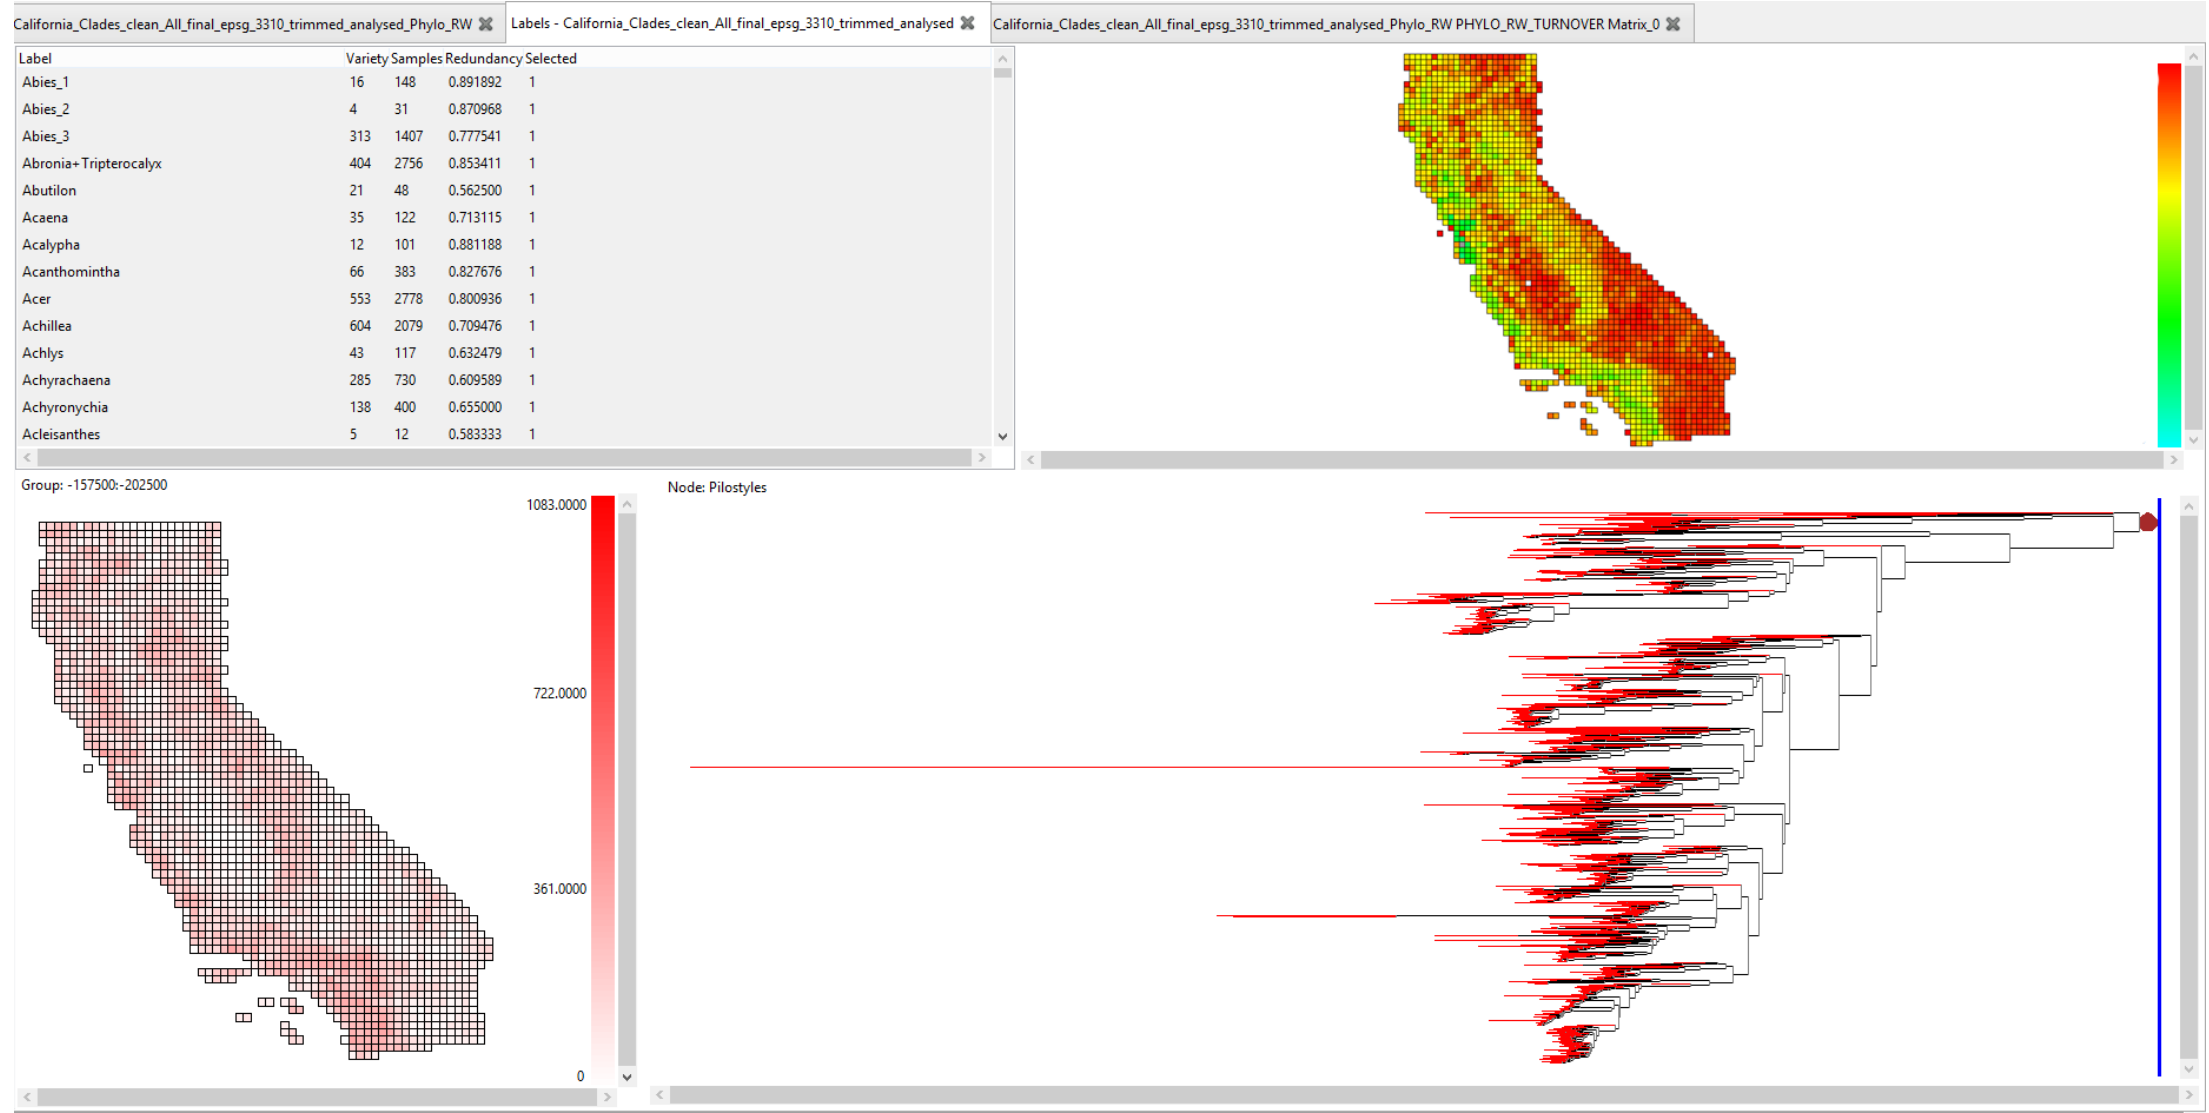 California_Clades_clean_All_final_epsg_3310_trimmed_analysed_Phylo_RW
Labels - California_Clades_clean_All_final_epsg_3310_trimmed_analysed
California_Clades_clean_All_final_epsg_3310_trimmed_analysed_Phylo_RW PHYLO_RW_TURNOVER Matrix_0
Label Variety Samples Redundancy Selected
Abies_1 16 148 0.891892 1
Abies_2 4 31 0.870968 1
Abies_3 313 1407 0.777541 1
Abronia+Tripterocalyx 404 2756 0.853411 1
Abutilon 21 48 0.562500 1
Acaena 35 122 0.713115 1
Acalypha 12 101 0.881188 1
Acanthomintha 66 383 0.827676 1
Acer 553 2778 0.800936 1
Achillea 604 2079 0.709476 1
Achlys 43 117 0.632479 1
Achyrachaena 285 730 0.609589 1
Achyronychia 138 400 0.655000 1
Acleisanthes 5 12 0.583333 1
Group: -157500:-202500
1083.0000
722.0000
361.0000
0
Node: Pilostyles